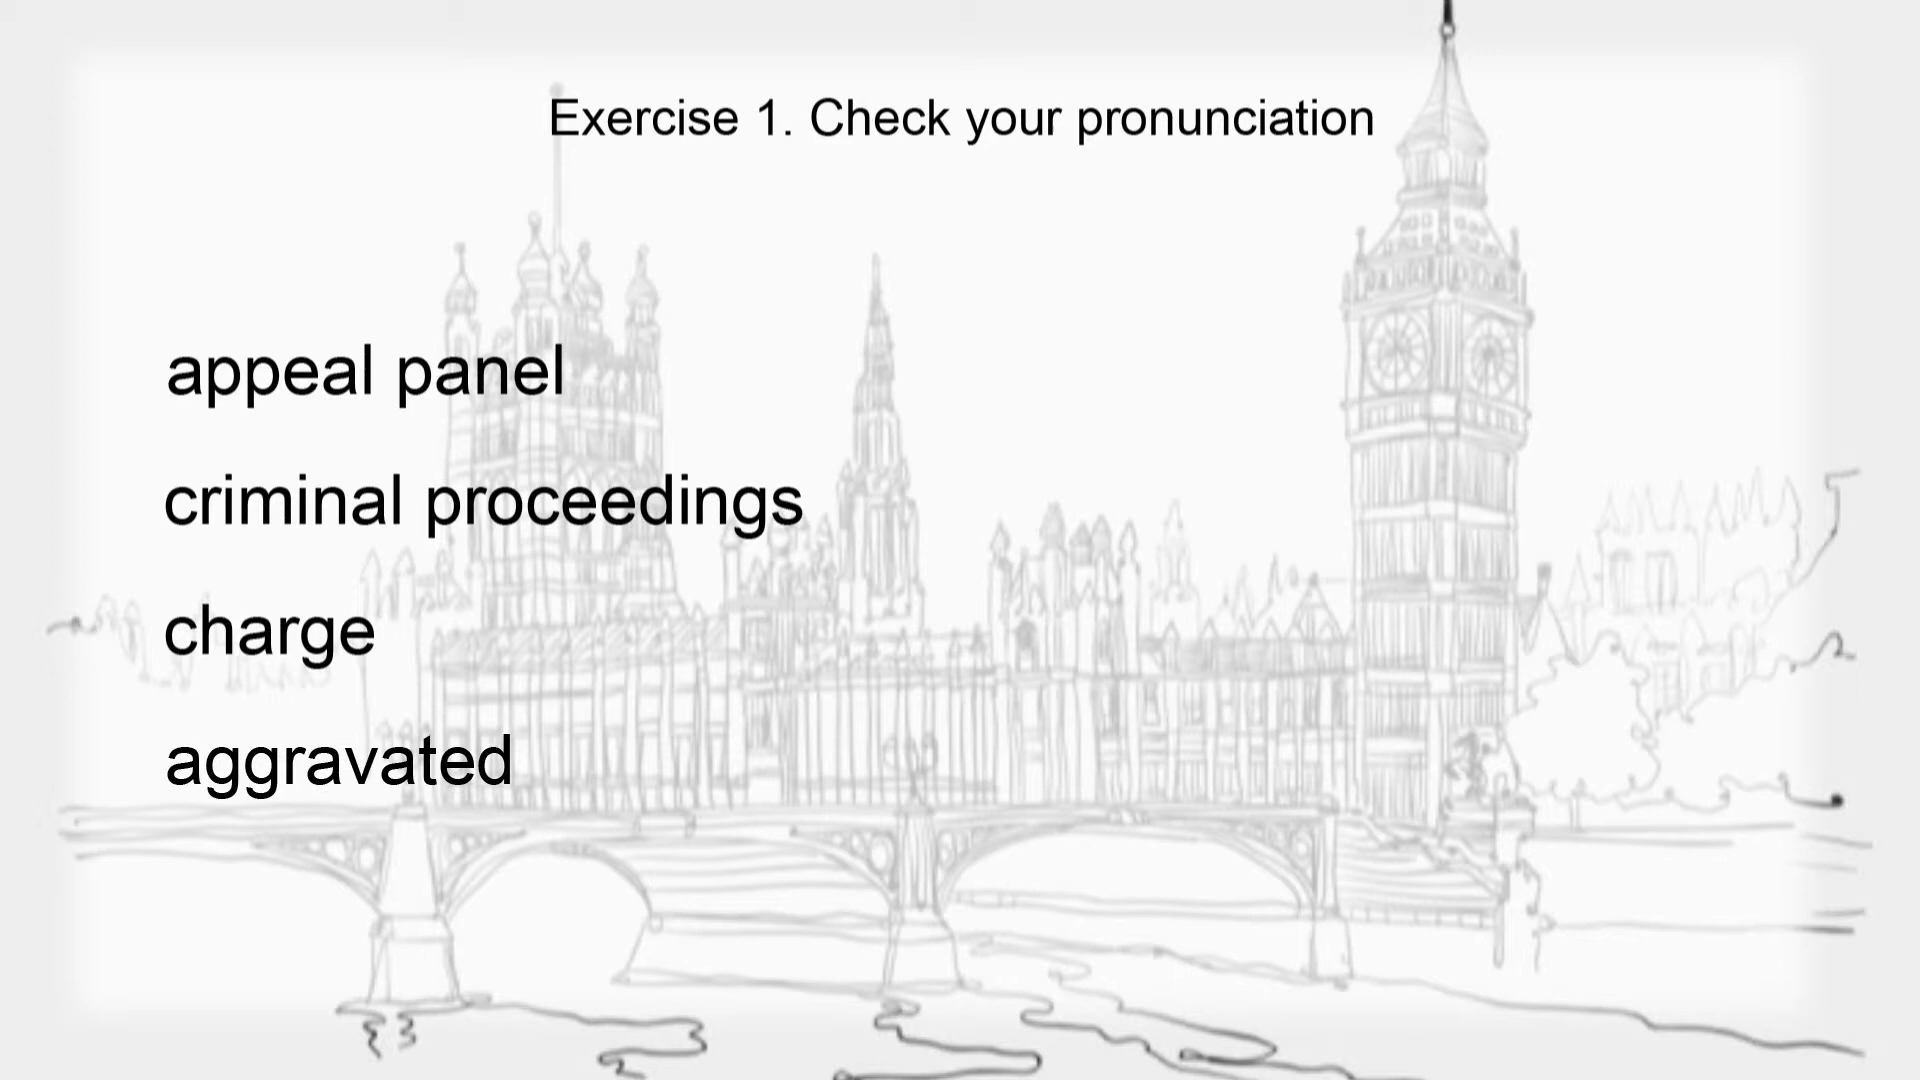 Exercise 1. Check your pronunciation
appeal panel
criminal proceedings
charge
aggravated